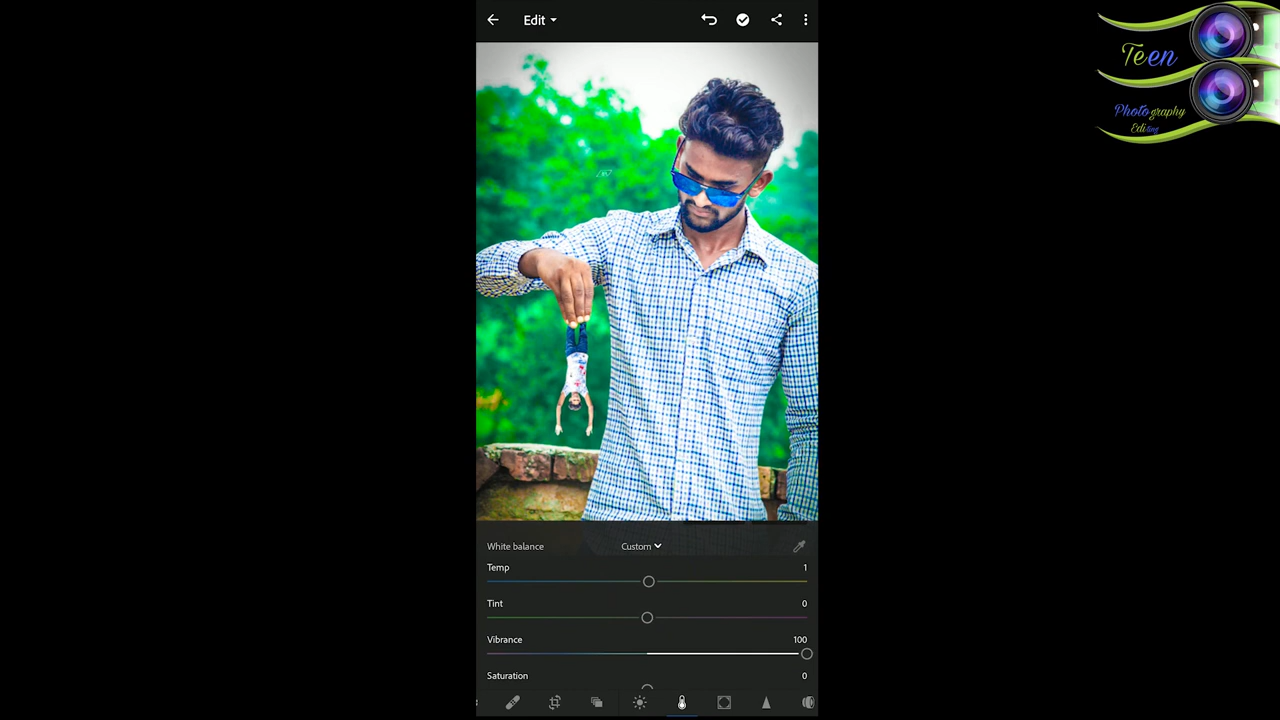 Edit
Teen
Photography
Editing
White balance
Custom
Temp
1
Tint
0
Vibrance
100
Saturation
0